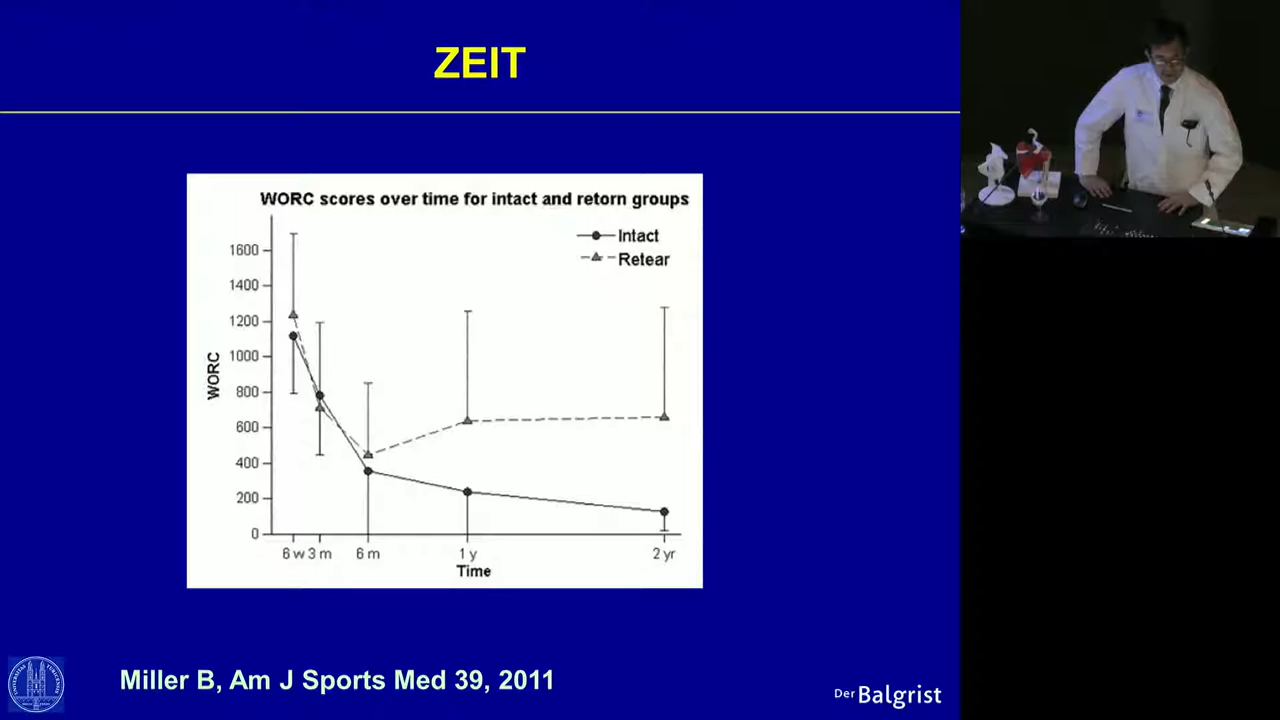 ZEIT
WORC scores over time for intact and retorn groups
Intact
Retear
1600
1400
1200
1000
800
600
400
200
0
WORC
6 w 3 m 6 m 1 y 2 yr
Time
Miller B, Am J Sports Med 39, 2011
Der Balgrist